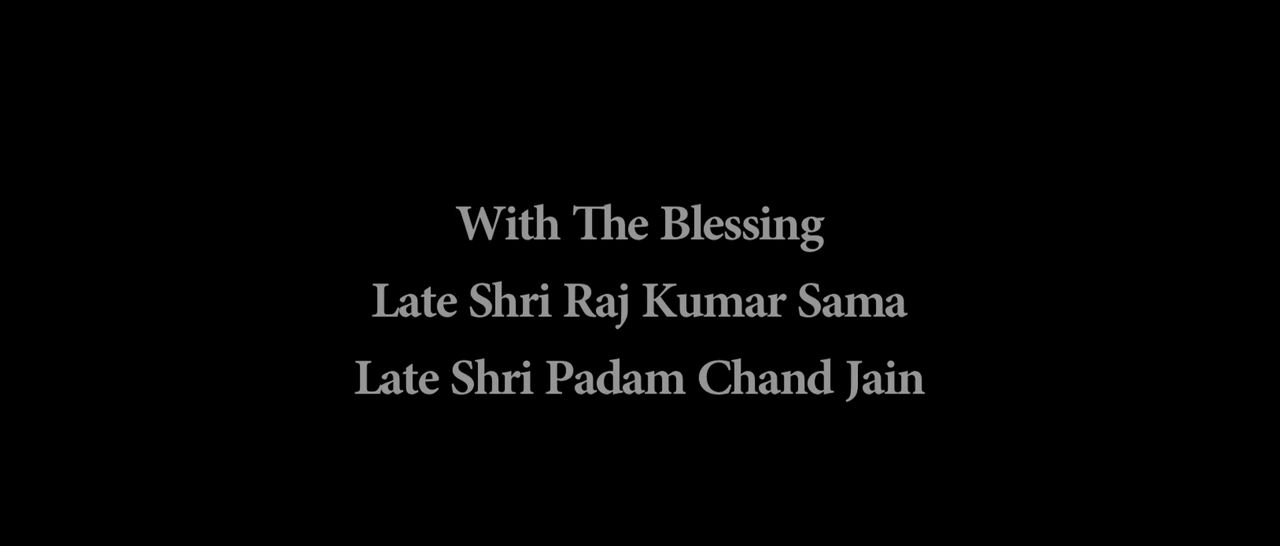 With The Blessing
Late Shri Raj Kumar Sama
Late Shri Padam Chand Jain